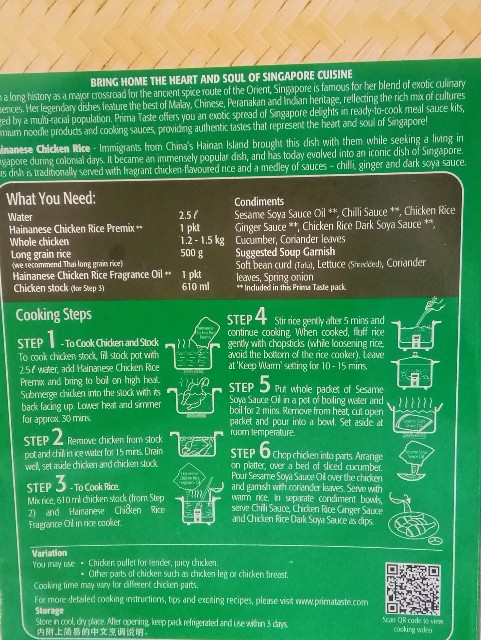 BRING HOME THE HEART AND SOUL OF SINGAPORE CUISINE
a long history as a major crossroad for the ancient spice route of the Orient, Singapore is famous for her blend of exotic culinary
Her legendary dishes feature the best of Malay, Chinese, Peranakan and Indian heritage, reflecting the rich mix of cultures
by a multi-racial population. Prima Taste offers you an exotic spread of Singapore delights in ready-to-cook meal sauce kits,
noodle products and cooking sauces, providing authentic tastes that represent the heart and soul of Singapore!
Chicken Rice - Immigrants from China's Hainan Island brought this dish with them while seeking a living in
during colonial days. It became an immensely popular dish, and has today evolved into an iconic dish of Singapore.
dish is traditionally served with fragrant chicken-flavoured rice and a medley of sauces – chilli, ginger and dark soya sauce.
What You Need:
Water 2.5 ℓ
Hainanese Chicken Rice Premix** 1 pkt
Whole chicken 1.2 - 1.5 kg
Long grain rice 500 g
(we recommend Thai long grain rice)
Hainanese Chicken Rice Fragrance Oil ** 1 pkt
Chicken stock (for Step 3) 610 ml
Condiments
Sesame Soya Sauce Oil **, Chilli Sauce **, Chicken Rice
Ginger Sauce **, Chicken Rice Dark Soya Sauce **,
Cucumber, Coriander leaves
Suggested Soup Garnish
Soft bean curd (Tofu), Lettuce (Shredded), Coriander
leaves, Spring onion
** Included in this Prima Taste pack.
Cooking Steps
STEP 1 - To Cook Chicken and Stock
To cook chicken stock, fill stock pot with
2.5ℓ water, add Hainanese Chicken Rice
Premix and bring to boil on high heat.
Submerge chicken into the stock with its
back facing up. Lower heat and simmer
for approx. 30 mins.
STEP 2 Remove chicken from stock
pot and chill in ice water for 15 mins. Drain
well, set aside chicken and chicken stock.
STEP 3 - To Cook Rice.
Mix rice, 610 ml chicken stock (from Step
2) and Hainanese Chicken Rice
Fragrance Oil in rice cooker.
STEP 4 Stir rice gently after 5 mins and
continue cooking. When cooked, fluff rice
gently with chopsticks (while loosening rice,
avoid the bottom of the rice cooker). Leave
at 'Keep Warm' setting for 10 - 15 mins.
STEP 5 Put whole packet of Sesame
Soya Sauce Oil in a pot of boiling water and
boil for 2 mins. Remove from heat, cut open
packet and pour into a bowl. Set aside at
room temperature.
STEP 6 Chop chicken into parts. Arrange
on platter, over a bed of sliced cucumber.
Pour Sesame Soya Sauce Oil over the chicken
and garnish with coriander leaves. Serve with
warm rice. In separate condiment bowls,
serve Chilli Sauce, Chicken Rice Ginger Sauce
and Chicken Rice Dark Soya Sauce as dips.
Variation
You may use • Chicken pullet for tender, juicy chicken.
• Other parts of chicken such as chicken leg or chicken breast.
Cooking time may vary for different chicken parts.
For more detailed cooking instructions, tips and exciting recipes, please visit www.primataste.com
Storage
Store in cool, dry place. After opening, keep pack refrigerated and use within 3 days.
内附上简易的中文烹调说明。
Scan QR code to view
cooking video